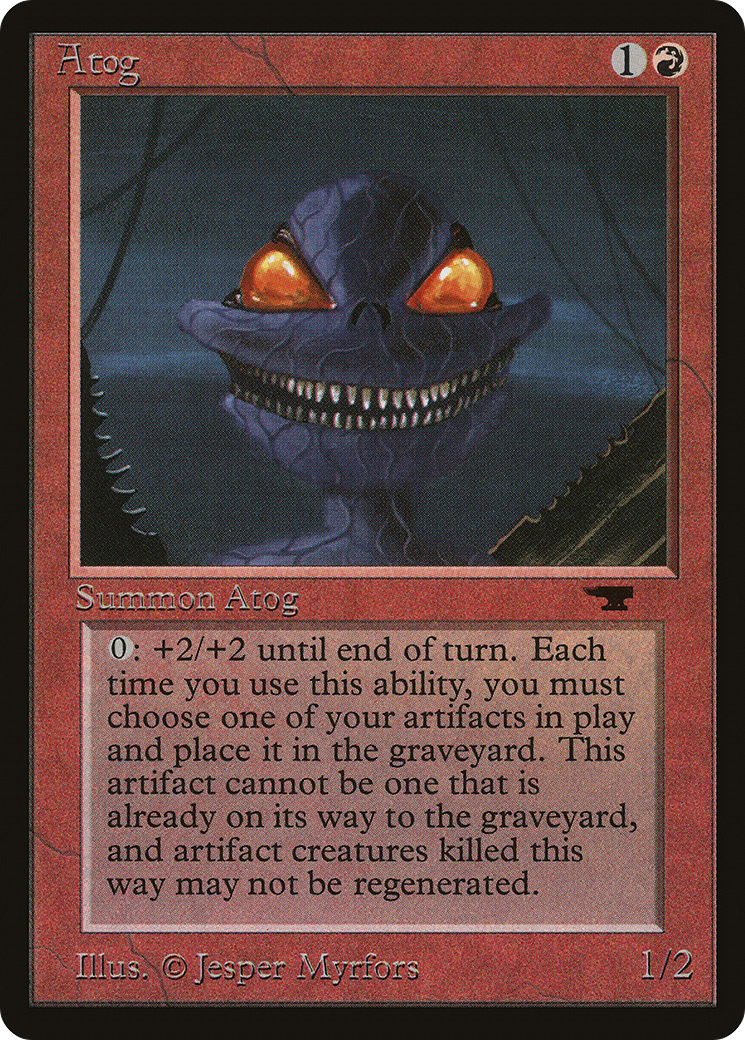 Atog
1
Summon Atog
0: +2/+2 until end of turn. Each
time you use this ability, you must
choose one of your artifacts in play
and place it in the graveyard. This
artifact cannot be one that is
already on its way to the graveyard,
and artifact creatures killed this
way may not be regenerated.
Illus. © Jesper Myrfors
1/2